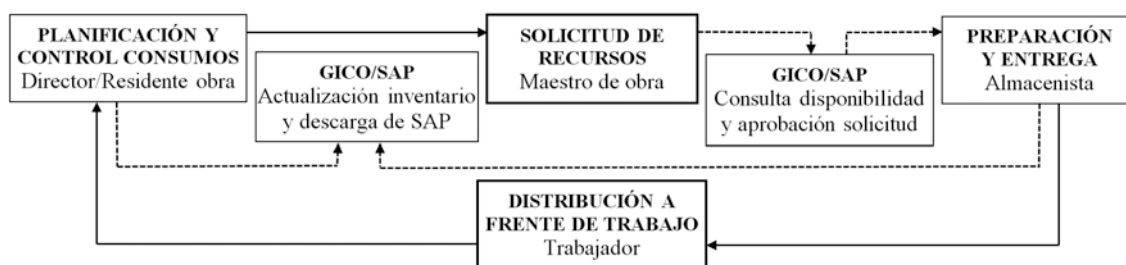 PLANIFICACIÓN Y
CONTROL CONSUMOS
Director/Residente obra
GICO/SAP
Actualización inventario
y descarga de SAP
SOLICITUD DE
RECURSOS
Maestro de obra
GICO/SAP
Consulta disponibilidad
y aprobación solicitud
PREPARACIÓN
Y ENTREGA
Almacenista
DISTRIBUCIÓN A
FRENTE DE TRABAJO
Trabajador